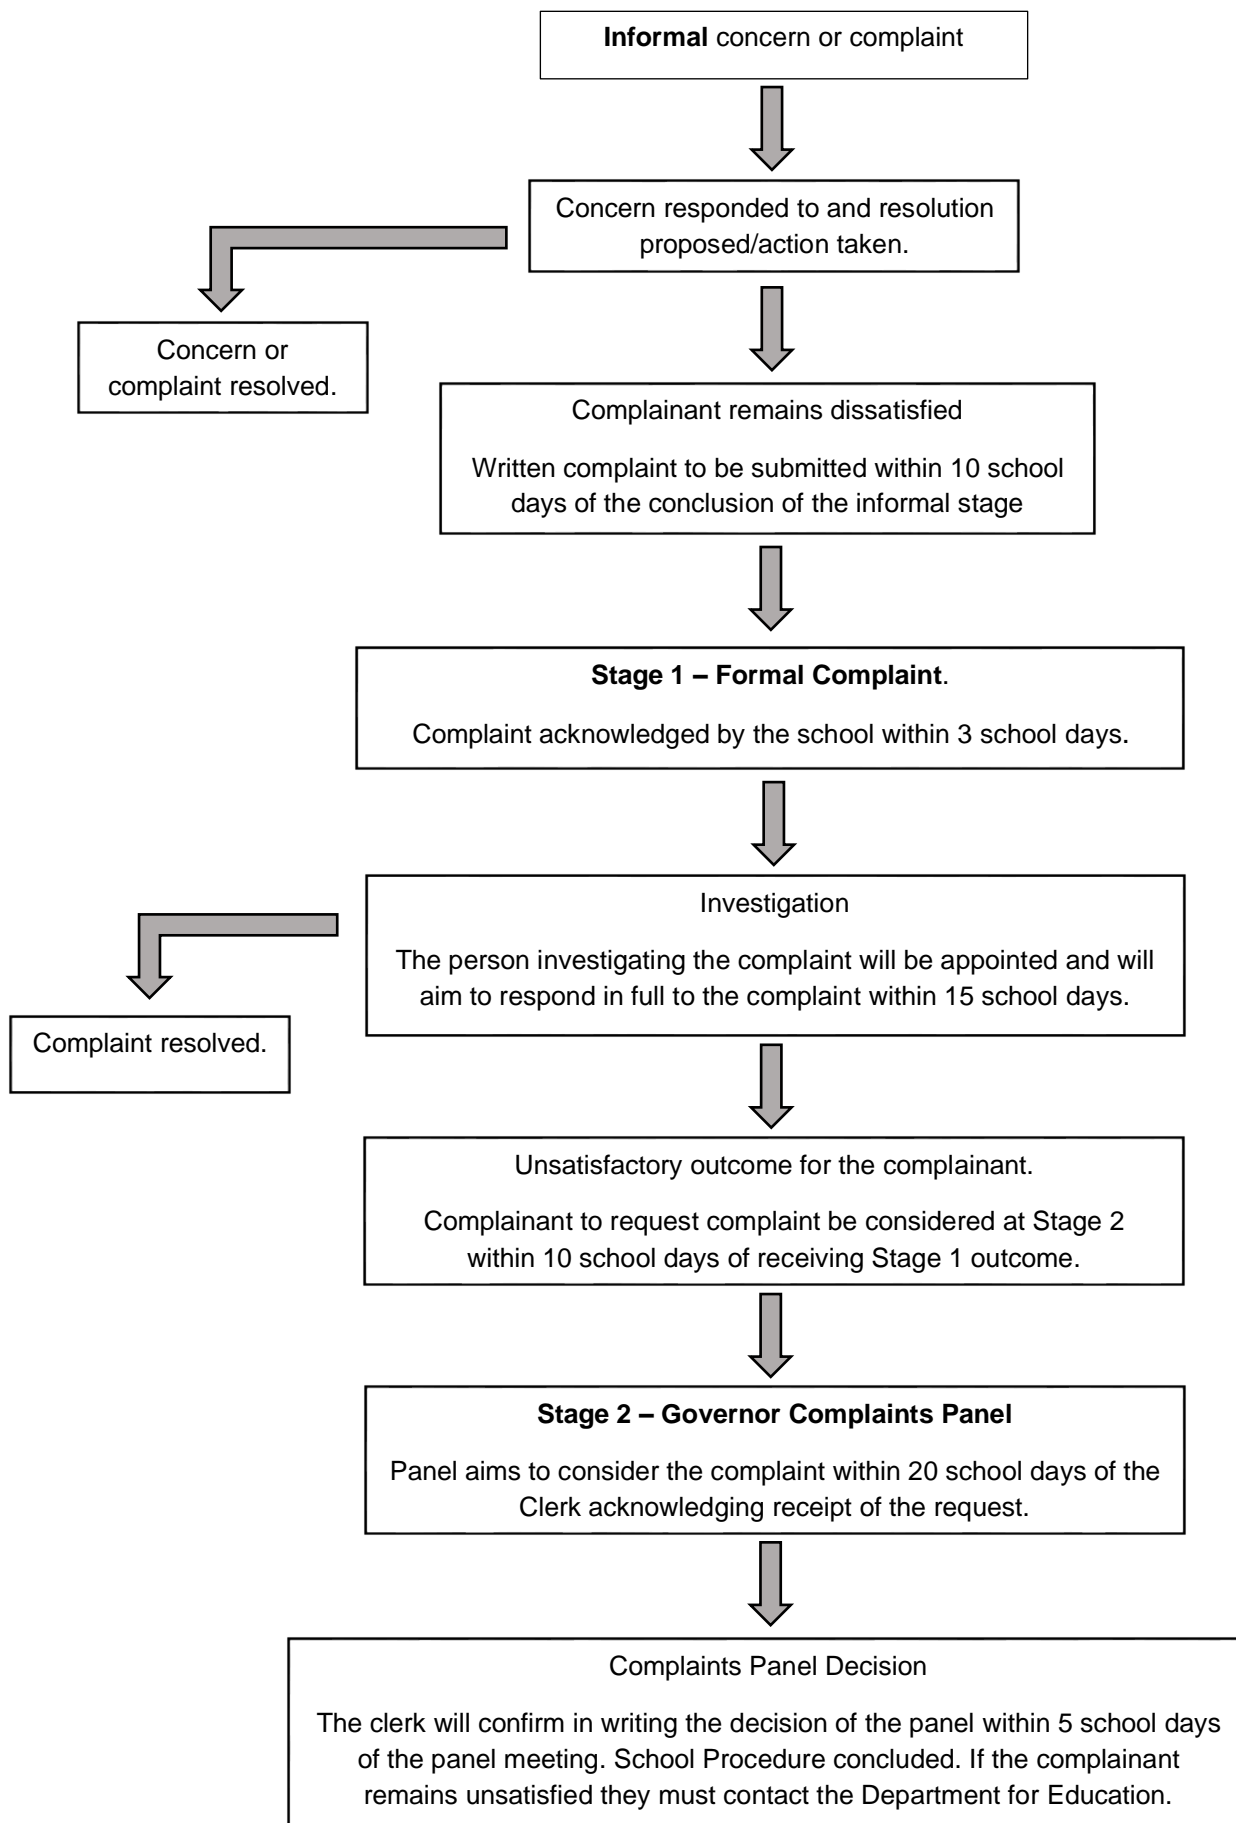 Informal concern or complaint
Concern responded to and resolution
proposed/action taken.
Concern or
complaint resolved.
Complainant remains dissatisfied
Written complaint to be submitted within 10 school
days of the conclusion of the informal stage
Stage 1 – Formal Complaint.
Complaint acknowledged by the school within 3 school days.
Investigation
The person investigating the complaint will be appointed and will
aim to respond in full to the complaint within 15 school days.
Complaint resolved.
Unsatisfactory outcome for the complainant.
Complainant to request complaint be considered at Stage 2
within 10 school days of receiving Stage 1 outcome.
Stage 2 – Governor Complaints Panel
Panel aims to consider the complaint within 20 school days of the
Clerk acknowledging receipt of the request.
Complaints Panel Decision
The clerk will confirm in writing the decision of the panel within 5 school days
of the panel meeting. School Procedure concluded. If the complainant
remains unsatisfied they must contact the Department for Education.